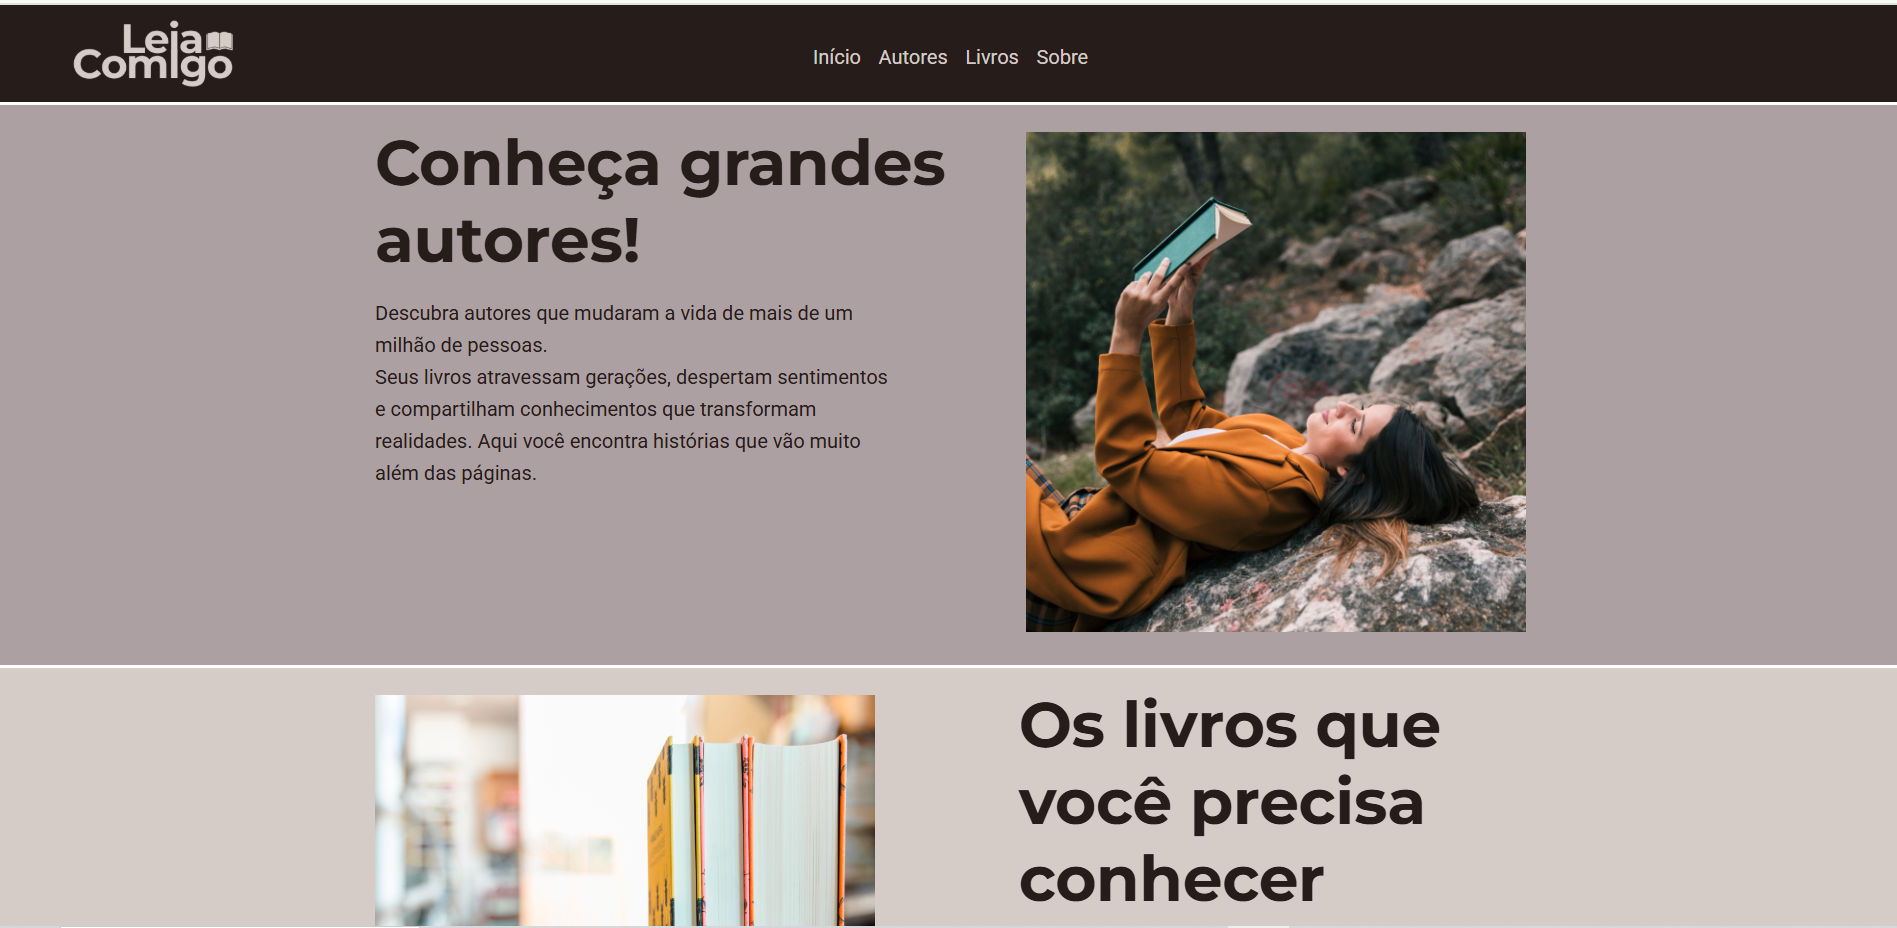 Leia
Comigo
Início Autores Livros Sobre
Conheça grandes
autores!
Descubra autores que mudaram a vida de mais de um
milhão de pessoas.
Seus livros atravessam gerações, despertam sentimentos
e compartilham conhecimentos que transformam
realidades. Aqui você encontra histórias que vão muito
além das páginas.
Os livros que
você precisa
conhecer